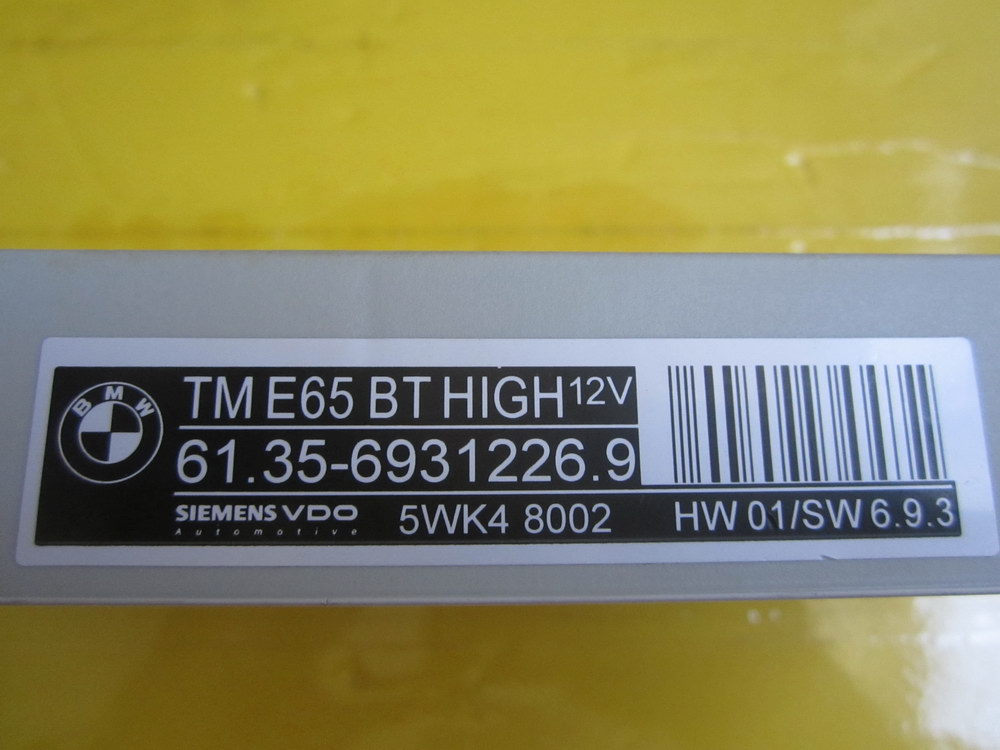 BMW
TM E65 BT HIGH 12V
61.35-6931226.9
SIEMENS VDO
Automotive
5WK4 8002
HW 01/SW 6.9.3